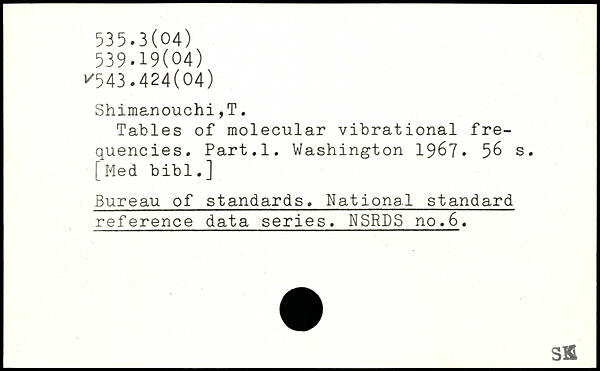 535.3(04)
539.19(04)
✓543.424(04)
Shimanouchi,T.
Tables of molecular vibrational fre-
quencies. Part.1. Washington 1967. 56 s.
[Med bibl.]
Bureau of standards. National standard
reference data series. NSRDS no.6.
SK